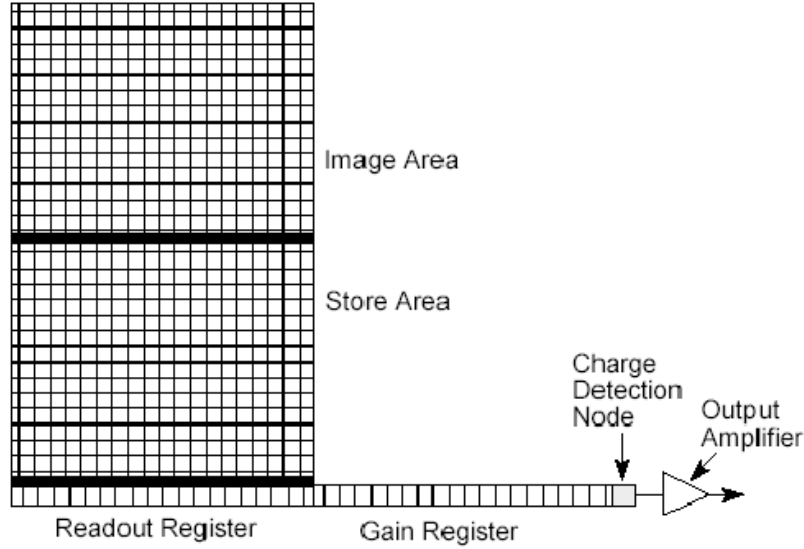 Image Area
Store Area
Charge
Detection
Node
Output
Amplifier
Readout Register
Gain Register